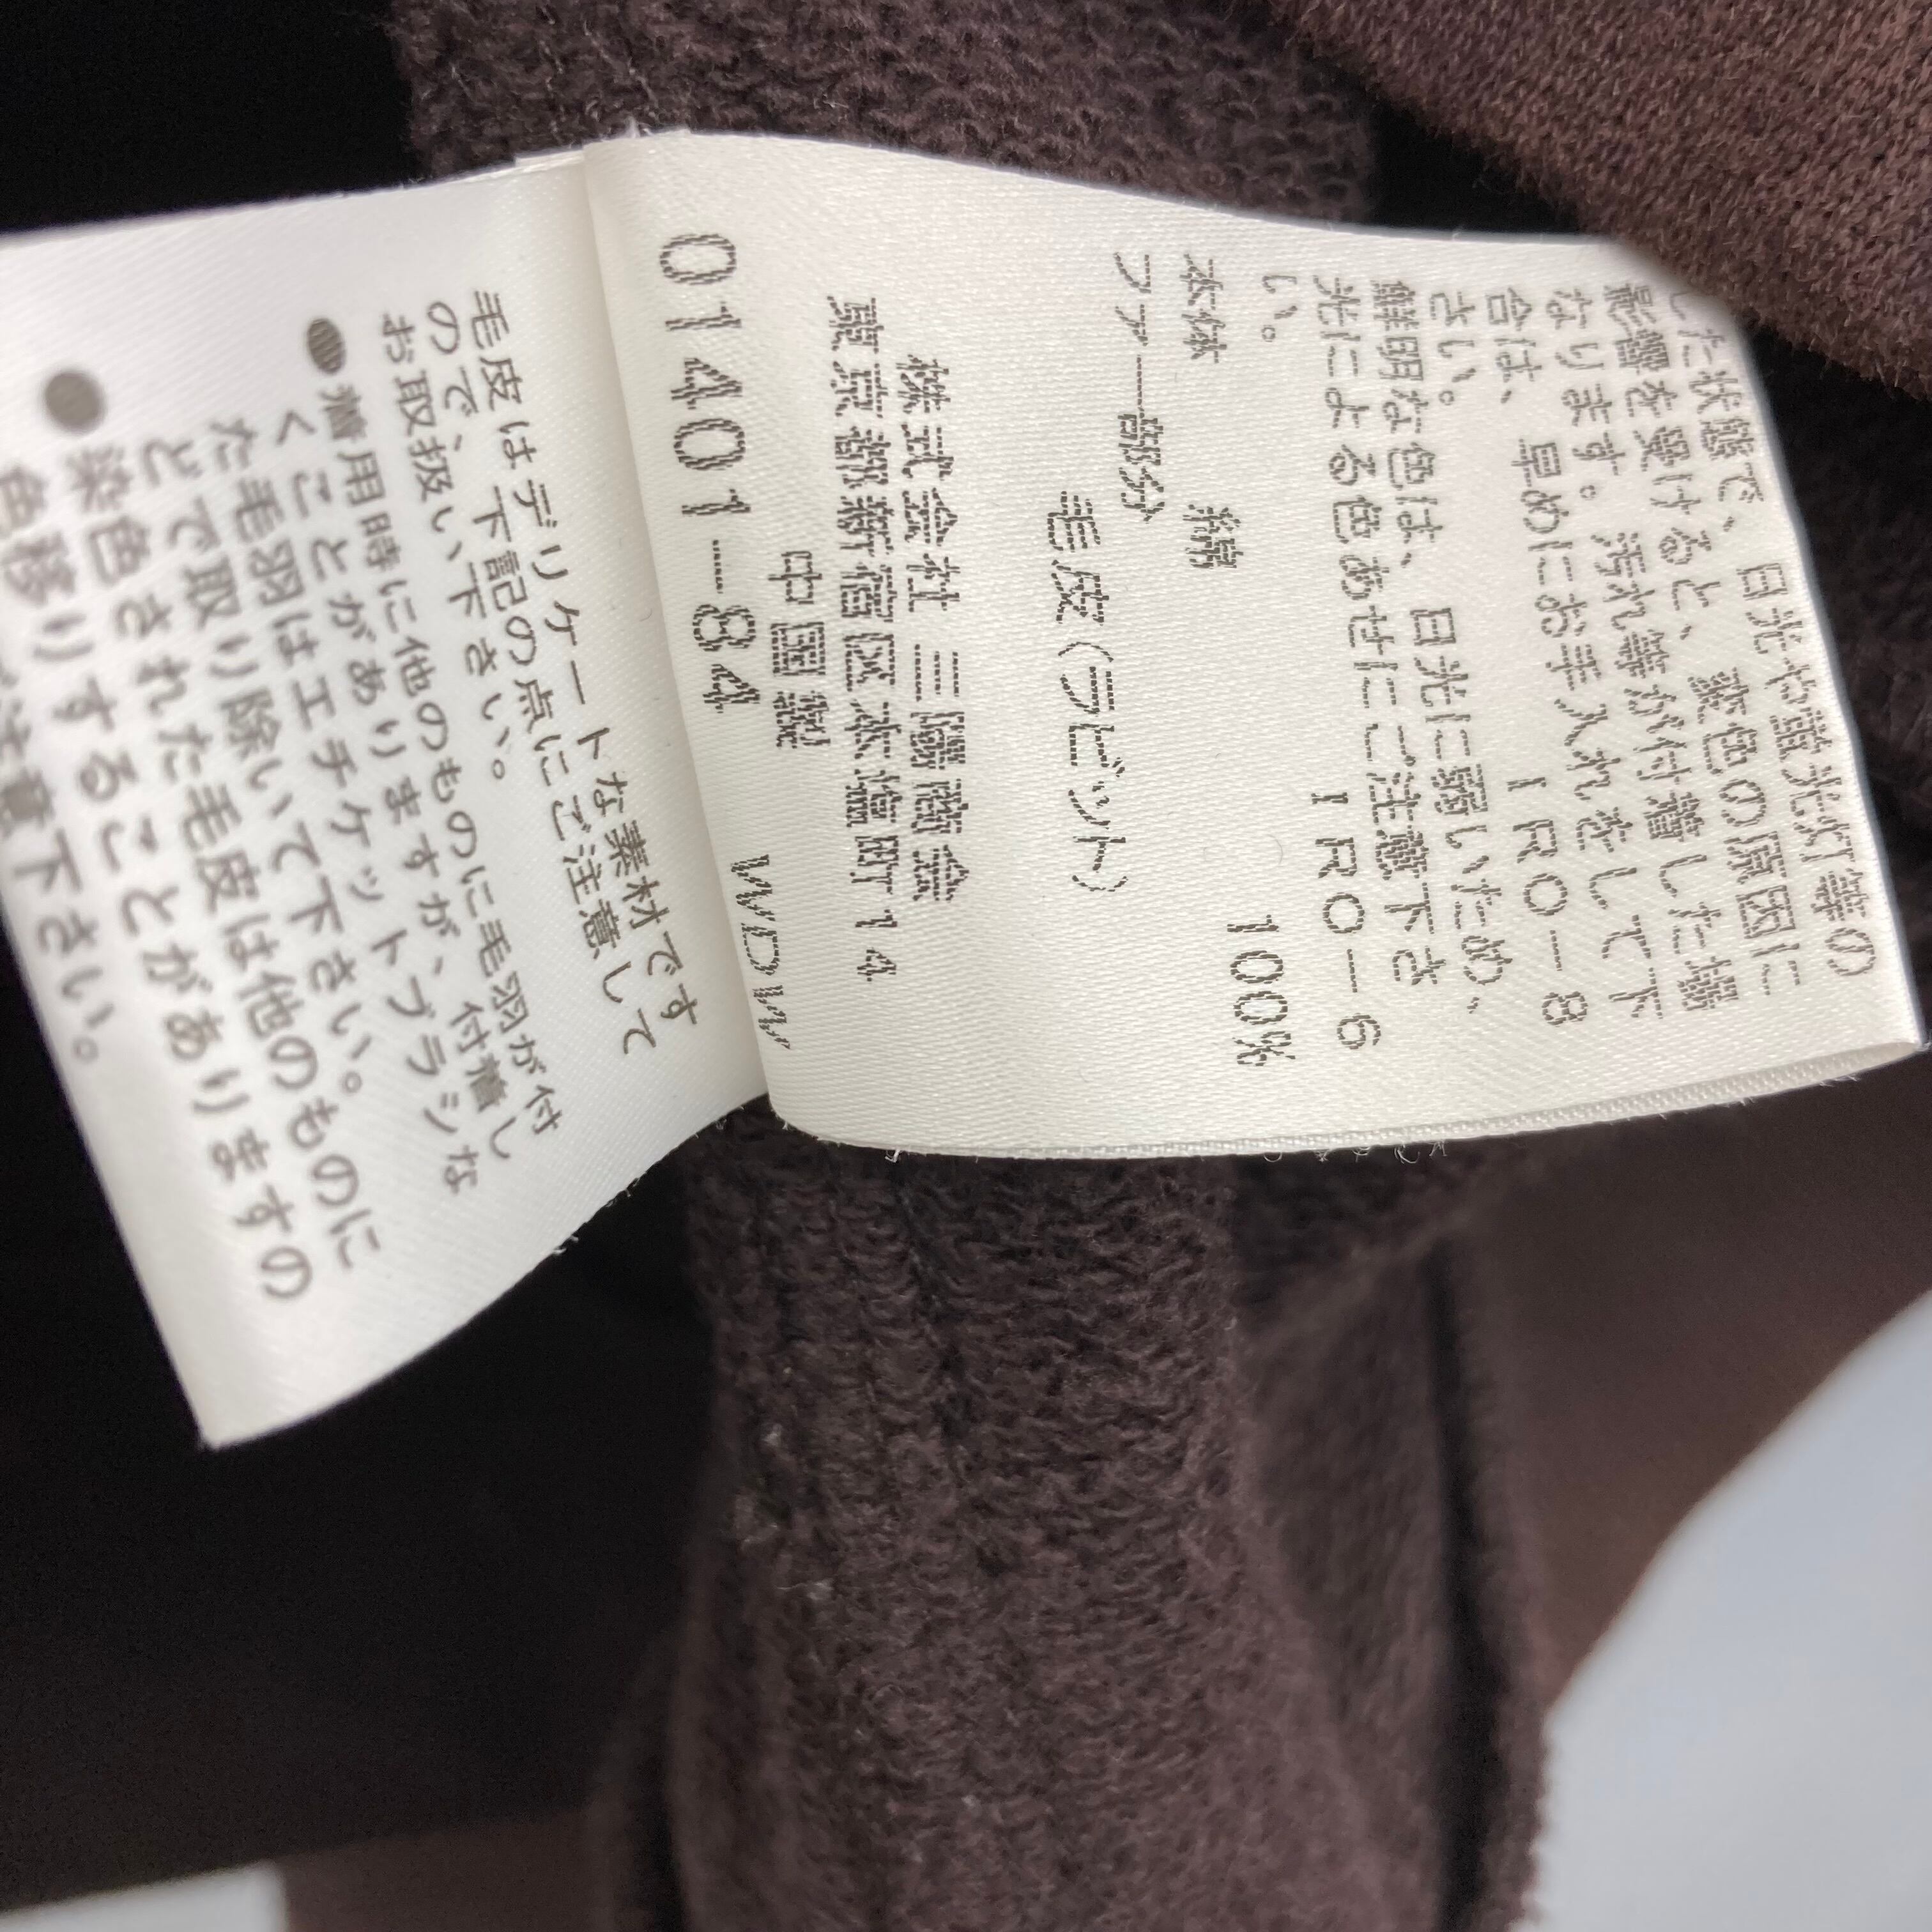 した状態で、日光や蛍光灯等の
影響を受けると、変色の原因に
なります。汚れ等が付着した場
合は、早めにお手入れをして下
さい。 IRO-8
鮮明な色は、日光に弱いため、
光による色あせにご注意下さ
い。 IRO-6
本体 綿 100%
ファー部分
毛皮(ラビット)
株式会社 三陽商会
東京都新宿区本塩町14
中国製
01401-84 WDW
毛皮はデリケートな素材です
ので、下記の点にご注意して
お取扱い下さい。
●着用時に他のものに毛羽が付
くことがありますが、付着し
た毛羽はエチケットブラシな
どで取り除いて下さい。
●染色された毛皮は他のものに
色移りすることがありますの
注意下さい。